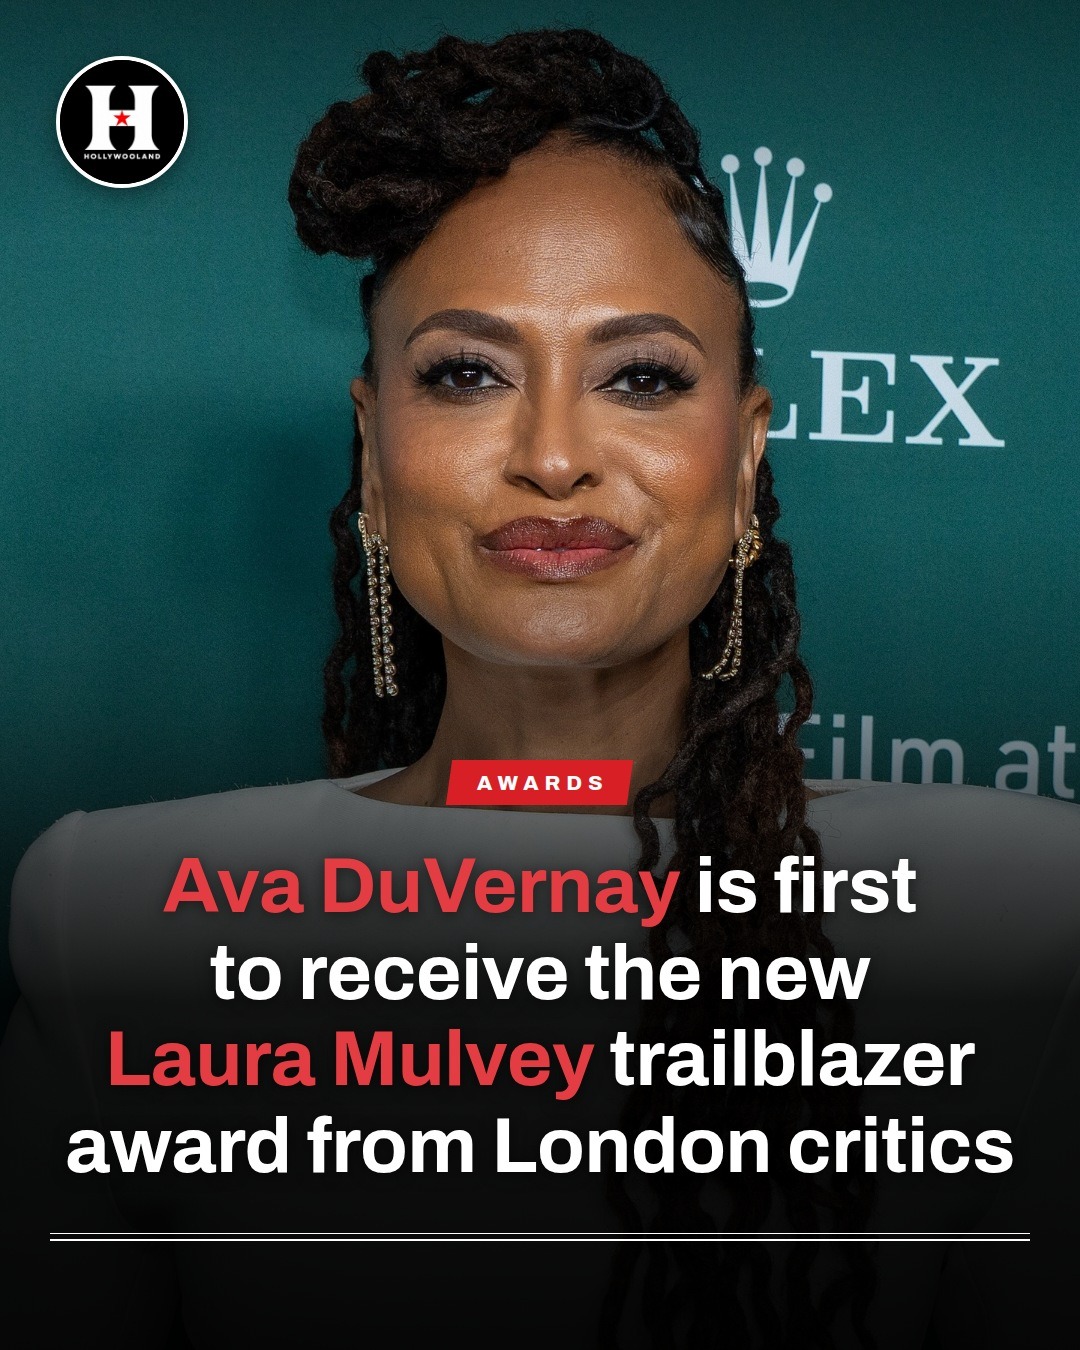 H
HOLLYWOOLAND
LEX
Film at
AWARDS
Ava DuVernay is first
to receive the new
Laura Mulvey trailblazer
award from London critics